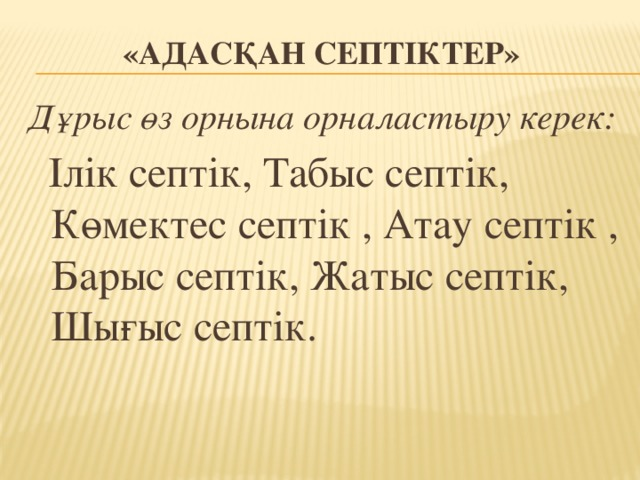 «АДАСҚАН СЕПТІКТЕР»
Дұрыс өз орнына орналастыру керек:
Ілік септік, Табыс септік,
Көмектес септік , Атау септік ,
Барыс септік, Жатыс септік,
Шығыс септік.